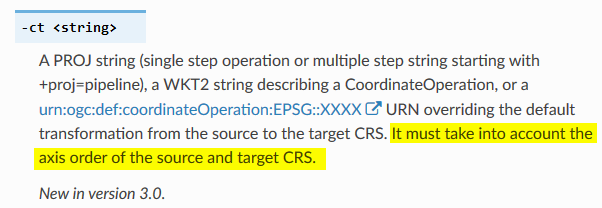 -ct <string>
A PROJ string (single step operation or multiple step string starting with
+proj=pipeline), a WKT2 string describing a CoordinateOperation, or a
urn:ogc:def:coordinateOperation:EPSG::XXXX URN overriding the default
transformation from the source to the target CRS. It must take into account the
axis order of the source and target CRS.
New in version 3.0.